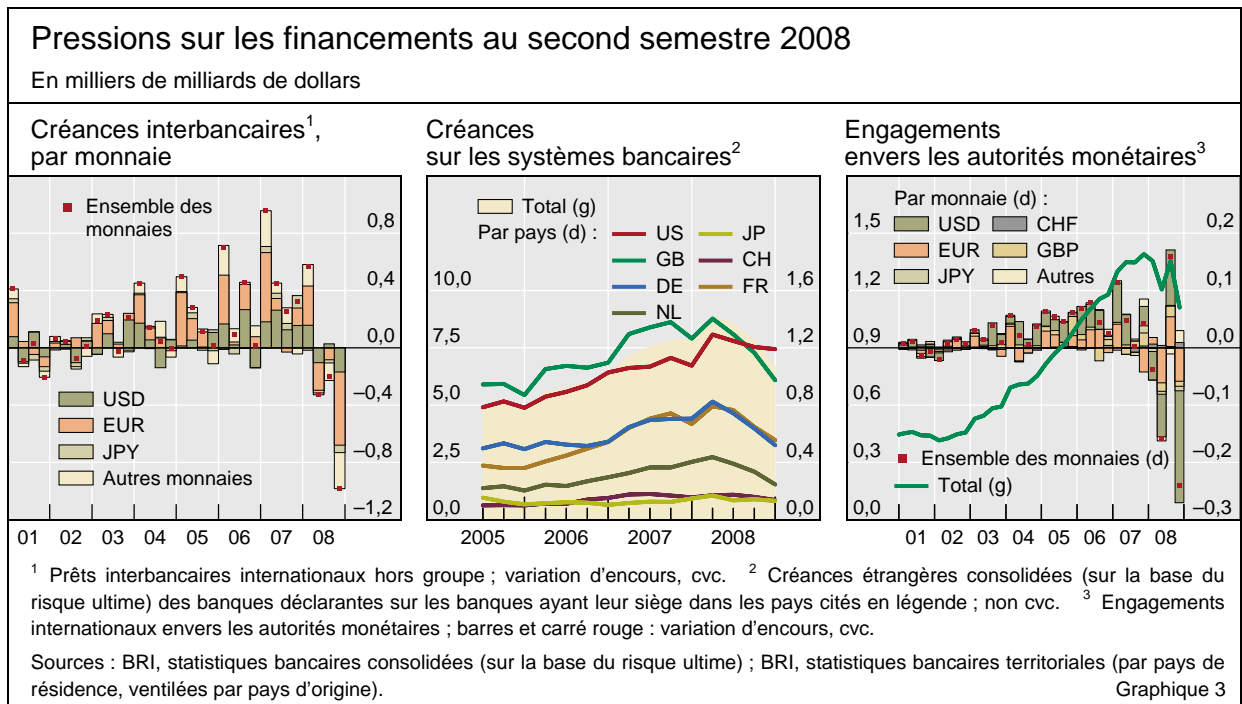 Pressions sur les financements au second semestre 2008
En milliers de milliards de dollars
Créances interbancaires¹,
par monnaie
Ensemble des
monnaies
0,8
0,4
0,0
–0,4
–0,8
–1,2
USD
EUR
JPY
Autres monnaies
01 02 03 04 05 06 07 08
Créances
sur les systèmes bancaires²
Total (g)
Par pays (d) :
US
GB
DE
NL
JP
CH
FR
10,0
7,5
5,0
2,5
0,0
1,6
1,2
0,8
0,4
0,0
2005 2006 2007 2008
Engagements
envers les autorités monétaires³
Par monnaie (d) :
USD
EUR
JPY
CHF
GBP
Autres
1,5
1,2
0,9
0,6
0,3
0,0
0,2
0,1
0,0
–0,1
–0,2
–0,3
Ensemble des monnaies (d)
Total (g)
01 02 03 04 05 06 07 08
¹ Prêts interbancaires internationaux hors groupe ; variation d’encours, cvc. ² Créances étrangères consolidées (sur la base du
risque ultime) des banques déclarantes sur les banques ayant leur siège dans les pays cités en légende ; non cvc. ³ Engagements
internationaux envers les autorités monétaires ; barres et carré rouge : variation d’encours, cvc.
Sources : BRI, statistiques bancaires consolidées (sur la base du risque ultime) ; BRI, statistiques bancaires territoriales (par pays de
résidence, ventilées par pays d’origine). Graphique 3